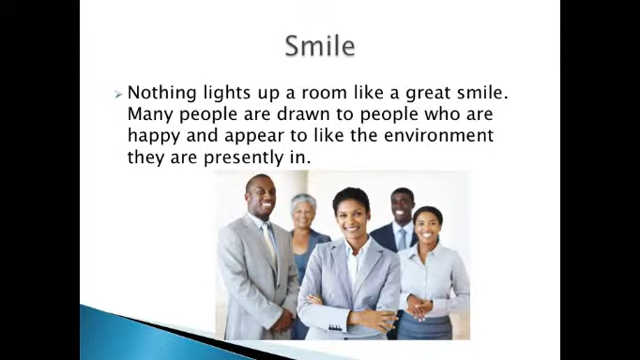 Smile
Nothing lights up a room like a great smile.
Many people are drawn to people who are
happy and appear to like the environment
they are presently in.